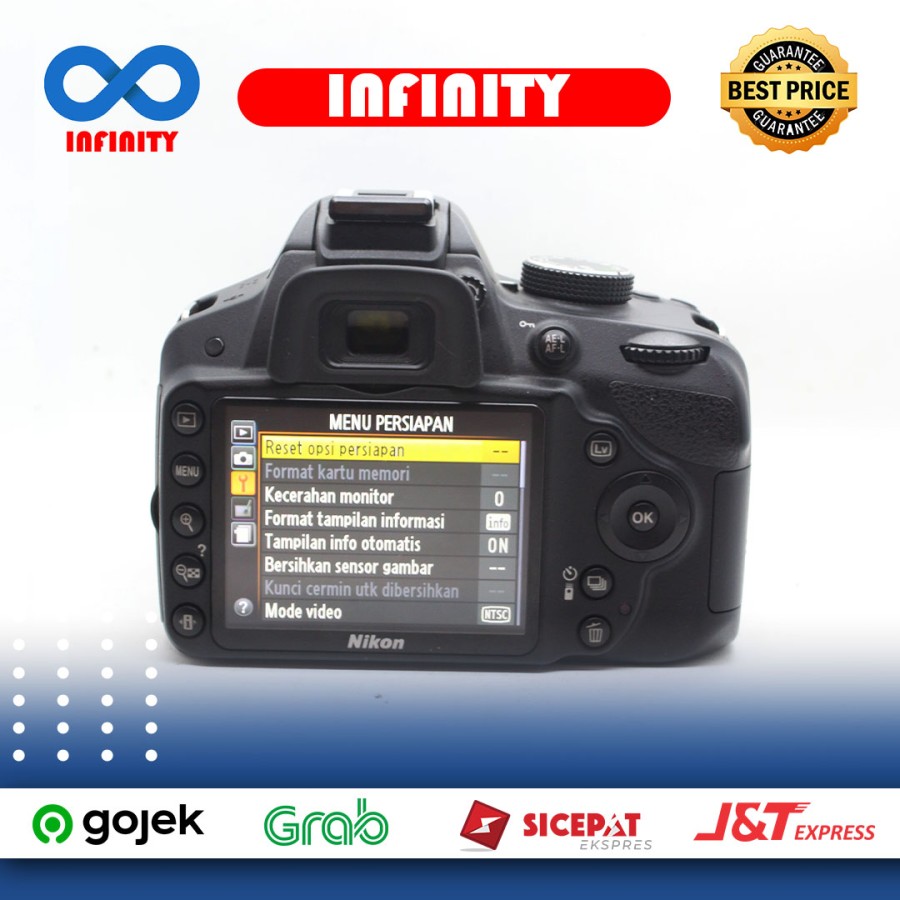 INFINITY
INFINITY
GUARANTEE
BEST PRICE
GUARANTEE
AE-L
AF-L
MENU PERSIAPAN
Reset opsi persiapan --
Format kartu memori --
Kecerahan monitor 0
Format tampilan informasi info
Tampilan info otomatis ON
Bersihkan sensor gambar --
Kunci cermin utk dibersihkan --
Mode video NTSC
?
MENU
?
Lv
OK
Nikon
gojek
Grab
SICEPAT
EKSPRES
J&T EXPRESS